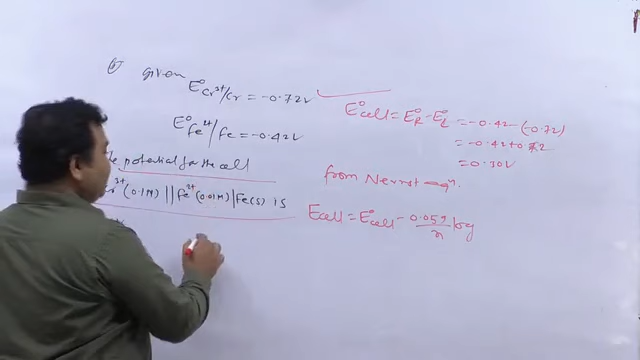 given E°Cr³⁺/Cr = -0.72V
E°Fe²⁺/Fe = -0.42V
potential for the cell
(0.1M) || Fe²⁺(0.01M) | Fe(s) is
E°cell = E°R - E°L = -0.42 - (-0.72)
= -0.42 + 0.72
= 0.30V
from Nernst eqⁿ.
Ecell = E°cell - 0.059/n log